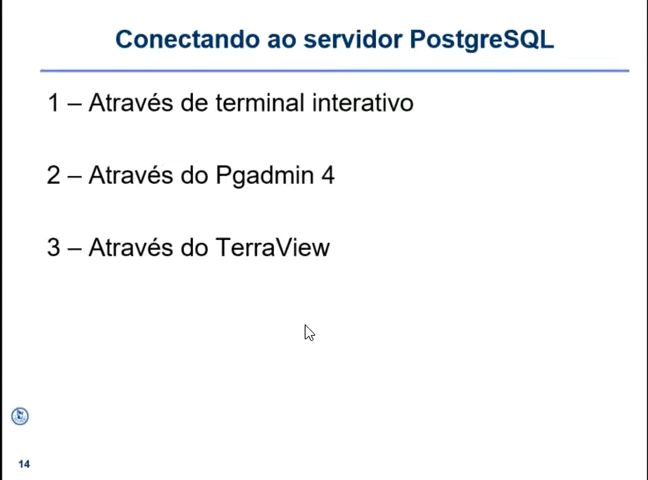 Conectando ao servidor PostgreSQL
1 – Através de terminal interativo
2 – Através do Pgadmin 4
3 – Através do TerraView
14